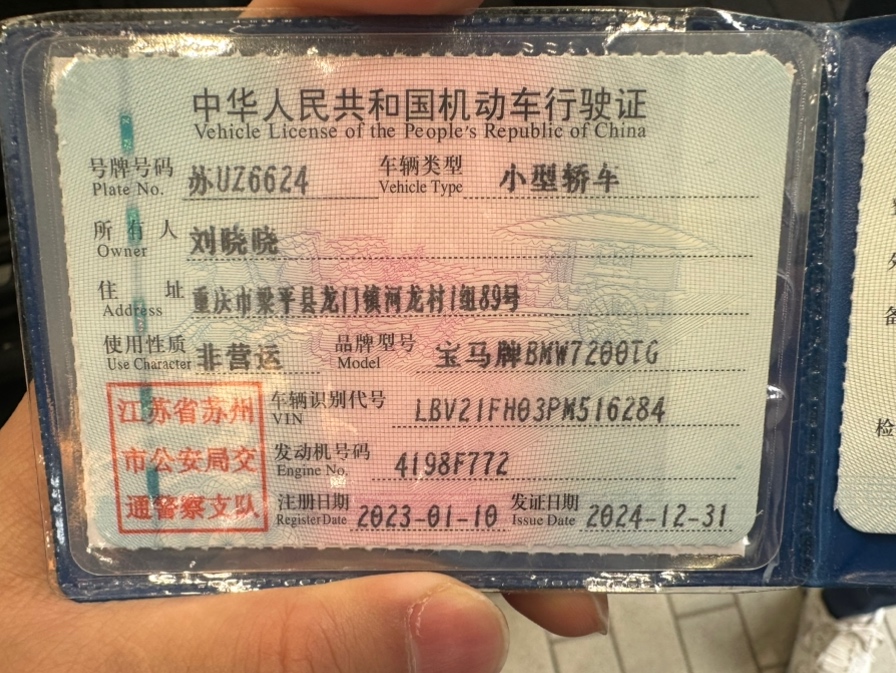 中华人民共和国机动车行驶证
Vehicle License of the People's Republic of China
号牌号码 苏UZ6624 车辆类型 小型轿车
Plate No. Vehicle Type
所有人 刘晓晓
Owner
住址 重庆市梁平县龙门镇河龙村1组89号
Address
使用性质 非营运 品牌型号 宝马牌BMW7200TG
Use Character Model
江苏省苏州
市公安局交
通警察支队
车辆识别代号 LBV21FH03PM516284
VIN
发动机号码 4198F772
Engine No.
注册日期 2023-01-10 发证日期 2024-12-31
Register Date Issue Date
检